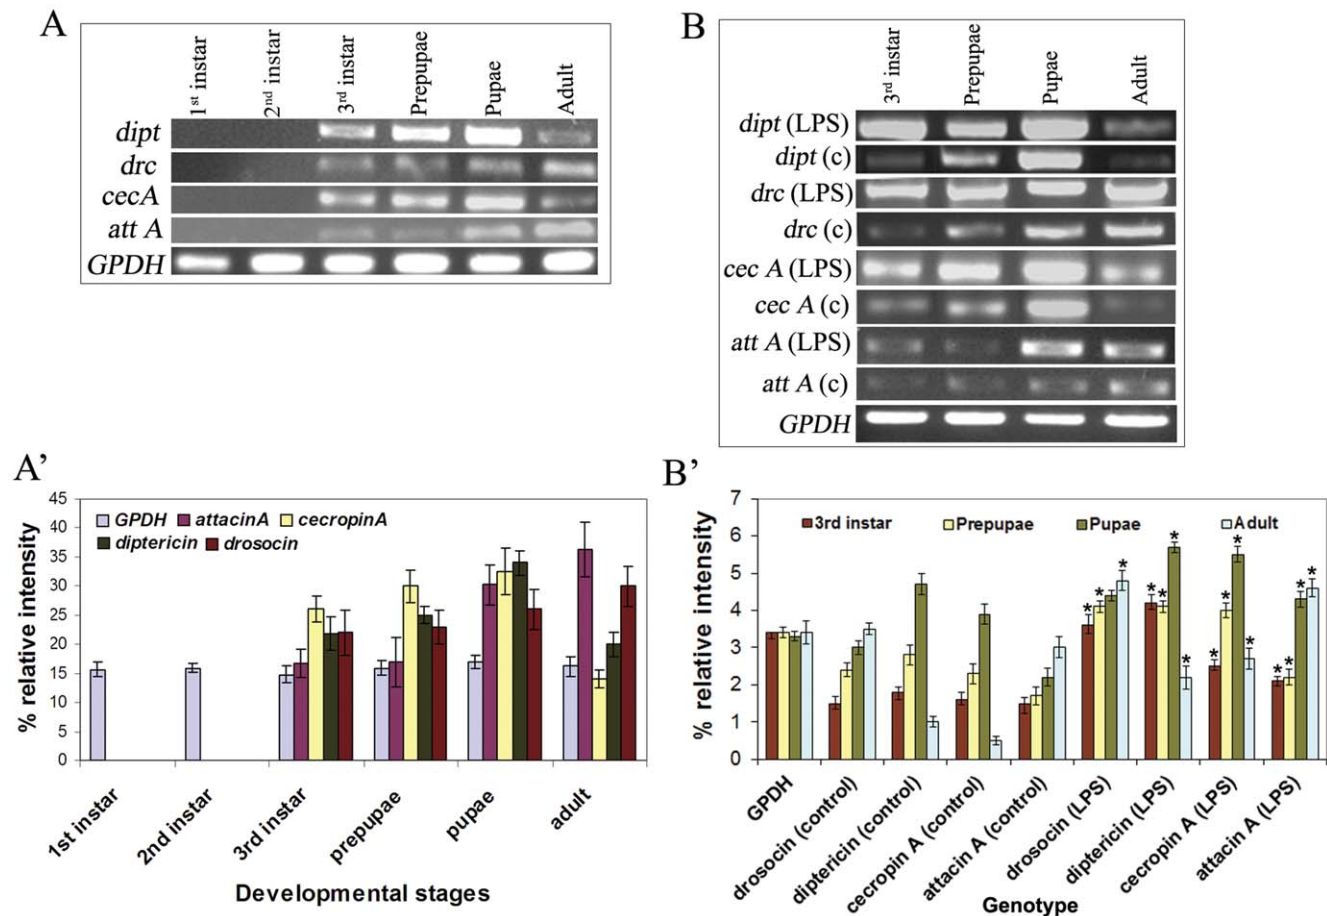 A
1st instar
2nd instar
3rd instar
Prepupae
Pupae
Adult
dipt
drc
cecA
att A
GPDH
B
3rd instar
Prepupae
Pupae
Adult
dipt (LPS)
dipt (c)
drc (LPS)
drc (c)
cec A (LPS)
cec A (c)
att A (LPS)
att A (c)
GPDH
A’
% relative intensity
45
40
35
30
25
20
15
10
5
0
GPDH attacinA cecropinA
diptericin drosocin
1st instar
2nd instar
3rd instar
prepupae
pupae
adult
Developmental stages
B’
% relative intensity
7
6
5
4
3
2
1
0
3rd instar Prepupae Pupae Adult
* * * * * * * * * * * * * * *
GPDH
drosocin (control)
diptericin (control)
cecropin A (control)
attacin A (control)
drosocin (LPS)
diptericin (LPS)
cecropin A (LPS)
attacin A (LPS)
Genotype